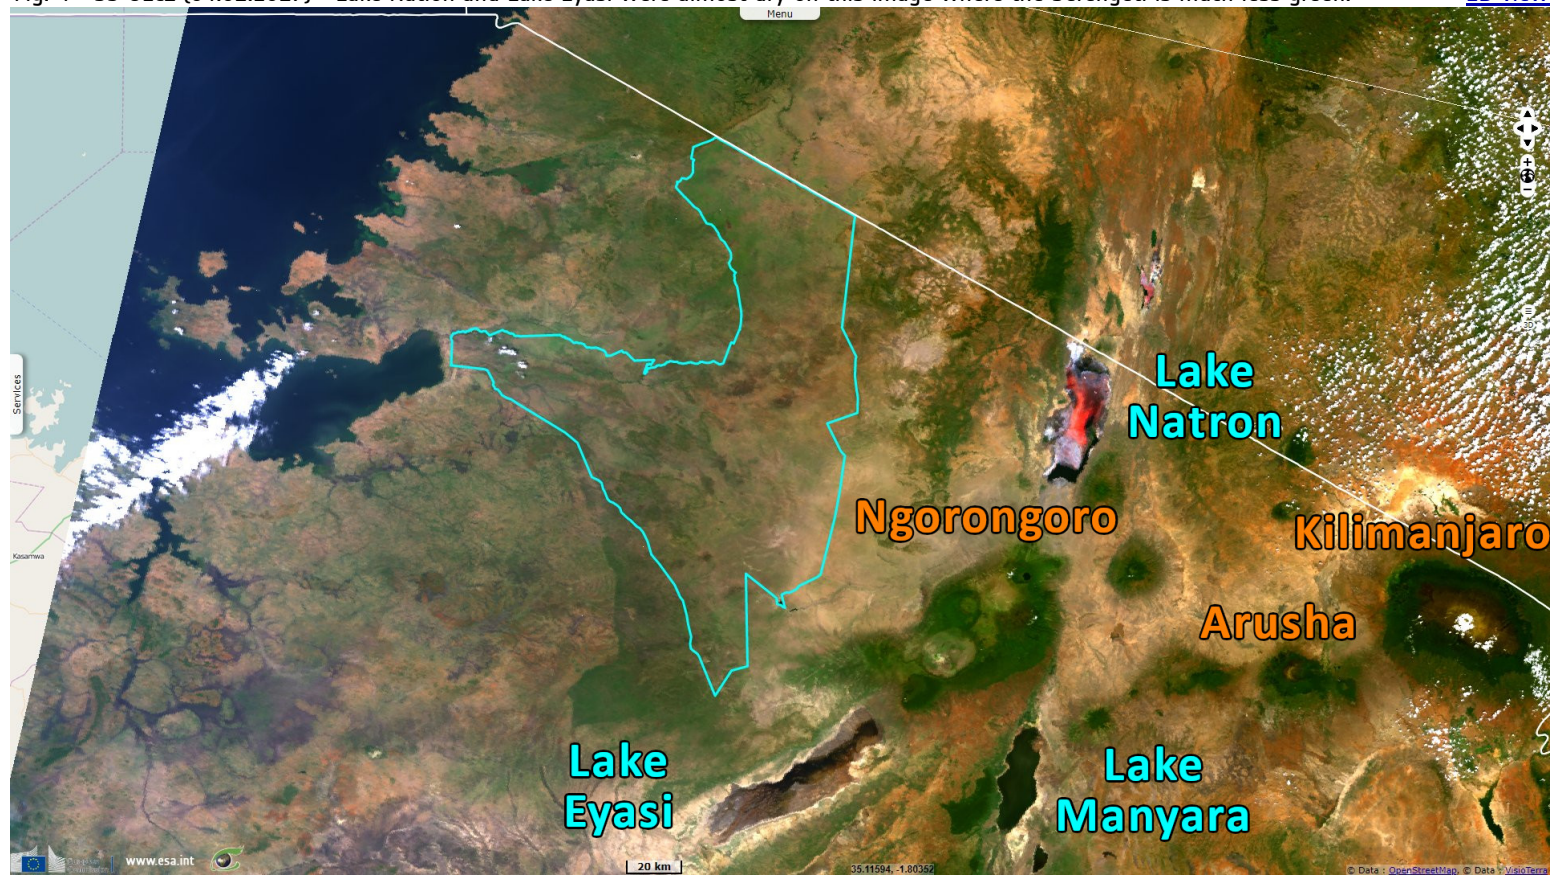 Menu
Services
Kasamwa
Lake
Natron
Ngorongoro
Kilimanjaro
Arusha
Lake
Eyasi
Lake
Manyara
www.esa.int
20 km
35.11594, -1.80352
© Data : OpenStreetMap, © Data : VisioTerra